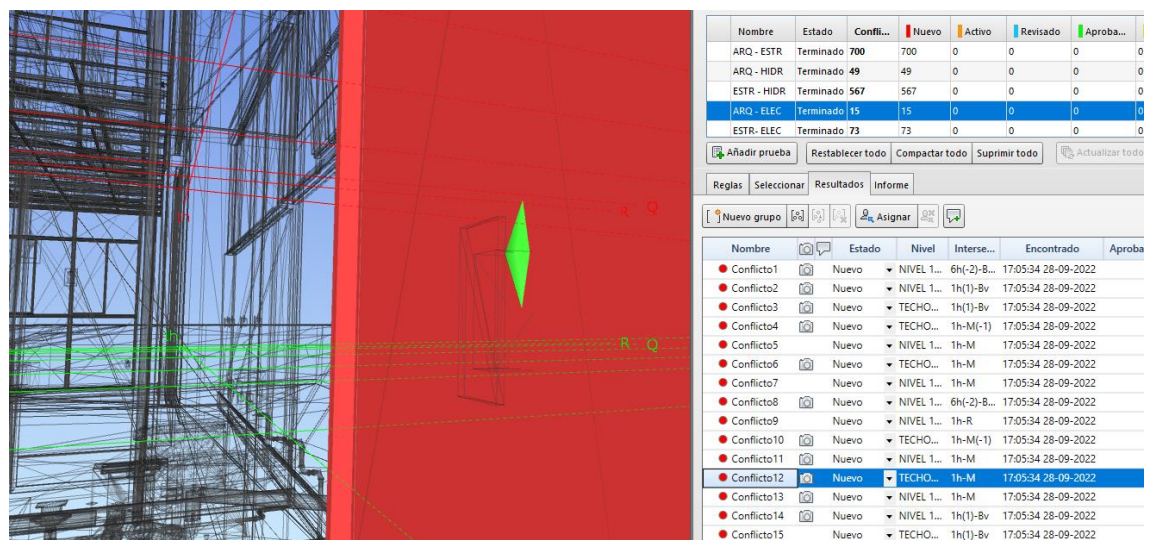 Nombre Estado Confli... Nuevo Activo Revisado Aproba...
ARQ - ESTR Terminado 700 700 0 0 0 0
ARQ - HIDR Terminado 49 49 0 0 0 0
ESTR - HIDR Terminado 567 567 0 0 0 0
ARQ - ELEC Terminado 15 15 0 0 0 0
ESTR- ELEC Terminado 73 73 0 0 0 0
Añadir prueba Restablecer todo Compactar todo Suprimir todo Actualizar todo
Reglas Seleccionar Resultados Informe
Nuevo grupo Asignar
Nombre Estado Nivel Interse... Encontrado Aproba
Conflicto1 Nuevo NIVEL 1... 6h(-2)-B... 17:05:34 28-09-2022
Conflicto2 Nuevo NIVEL 1... 1h(1)-Bv 17:05:34 28-09-2022
Conflicto3 Nuevo TECHO... 1h(1)-Bv 17:05:34 28-09-2022
Conflicto4 Nuevo TECHO... 1h-M(-1) 17:05:34 28-09-2022
Conflicto5 Nuevo NIVEL 1... 1h-M 17:05:34 28-09-2022
Conflicto6 Nuevo TECHO... 1h-M 17:05:34 28-09-2022
Conflicto7 Nuevo NIVEL 1... 1h-M 17:05:34 28-09-2022
Conflicto8 Nuevo NIVEL 1... 6h(-2)-B... 17:05:34 28-09-2022
Conflicto9 Nuevo NIVEL 1... 1h-R 17:05:34 28-09-2022
Conflicto10 Nuevo TECHO... 1h-M(-1) 17:05:34 28-09-2022
Conflicto11 Nuevo NIVEL 1... 1h-M 17:05:34 28-09-2022
Conflicto12 Nuevo TECHO... 1h-M 17:05:34 28-09-2022
Conflicto13 Nuevo NIVEL 1... 1h-M 17:05:34 28-09-2022
Conflicto14 Nuevo NIVEL 1... 1h(1)-Bv 17:05:34 28-09-2022
Conflicto15 Nuevo TECHO... 1h(1)-Bv 17:05:34 28-09-2022
R Q
R Q